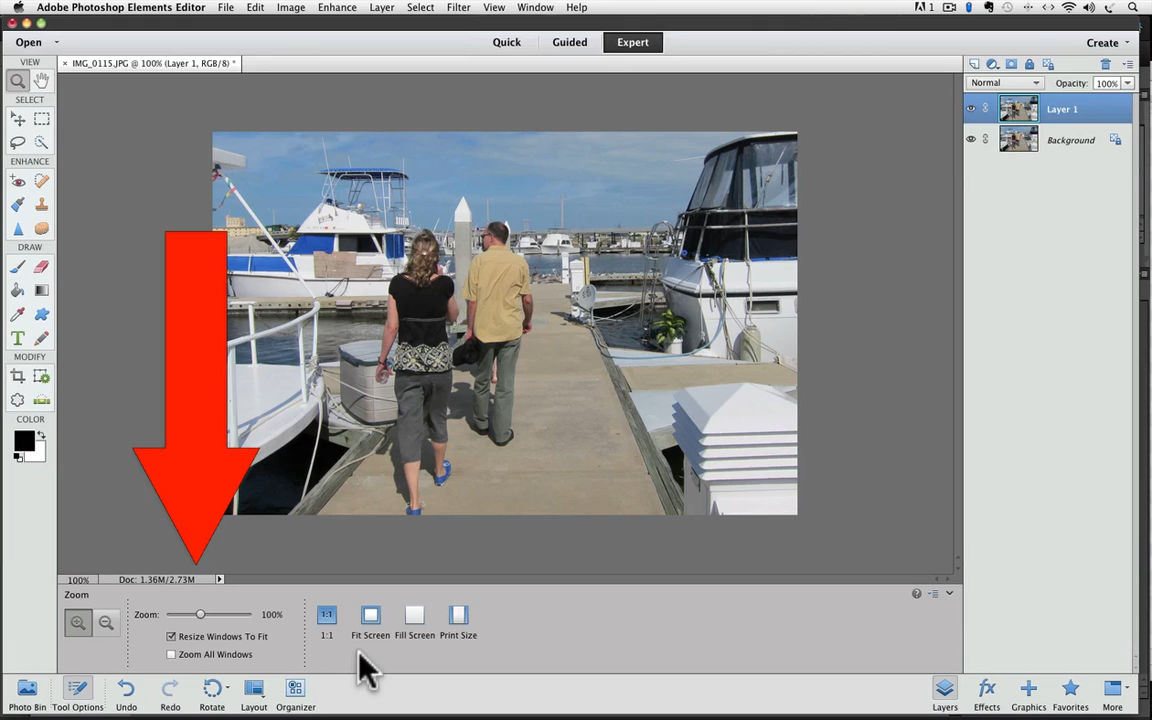 Adobe Photoshop Elements Editor File Edit Image Enhance Layer Select Filter View Window Help 1
Open Quick Guided Expert Create
VIEW × IMG_0115.JPG @ 100% (Layer 1, RGB/8) *
Normal Opacity: 100%
SELECT
Layer 1
Background
ENHANCE
DRAW
T
MODIFY
COLOR
100% Doc: 1.36M/2.73M
Zoom
Zoom: 100% 1:1
1:1 Fit Screen Fill Screen Print Size
Resize Windows To Fit
Zoom All Windows
fx
Photo Bin Tool Options Undo Redo Rotate Layout Organizer Layers Effects Graphics Favorites More